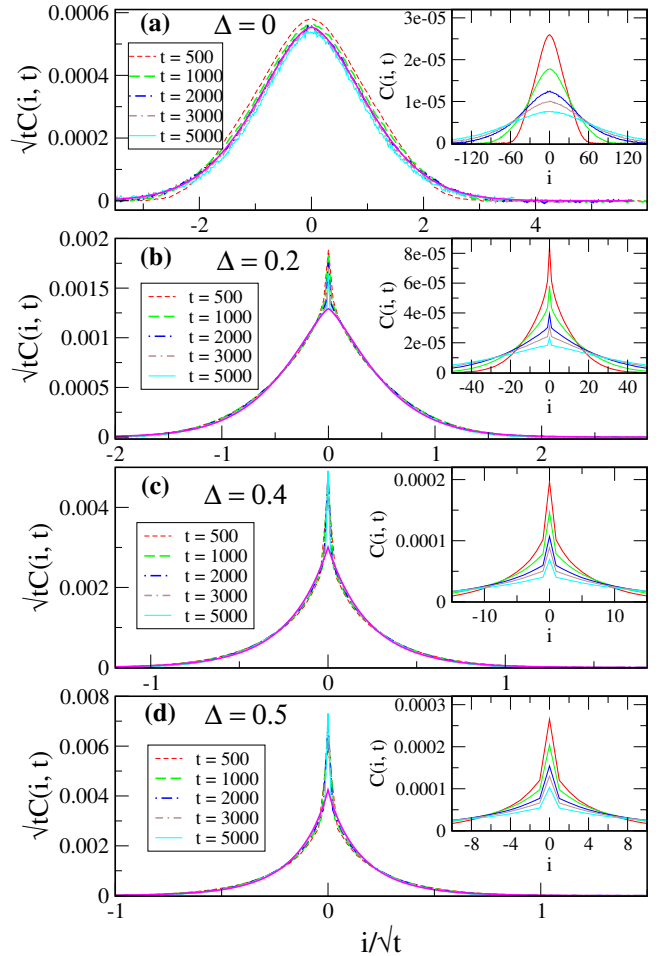 (a) Δ = 0
√tC(i, t)
0.0006
0.0004
0.0002
0
-2 0 2 4
t = 500
t = 1000
t = 2000
t = 3000
t = 5000
C(i, t)
3e-05
2e-05
1e-05
0
-120 -60 0 60 120
i
(b) Δ = 0.2
√tC(i, t)
0.002
0.0015
0.001
0.0005
0
-2 -1 0 1 2
t = 500
t = 1000
t = 2000
t = 3000
t = 5000
C(i, t)
8e-05
6e-05
4e-05
2e-05
0
-40 -20 0 20 40
i
(c) Δ = 0.4
√tC(i, t)
0.004
0.002
0
-1 0 1
t = 500
t = 1000
t = 2000
t = 3000
t = 5000
C(i, t)
0.0002
0.0001
0
-10 0 10
i
(d) Δ = 0.5
√tC(i, t)
0.008
0.006
0.004
0.002
0
-1 0 1
t = 500
t = 1000
t = 2000
t = 3000
t = 5000
C(i, t)
0.0003
0.0002
0.0001
0
-8 -4 0 4 8
i
i/√t